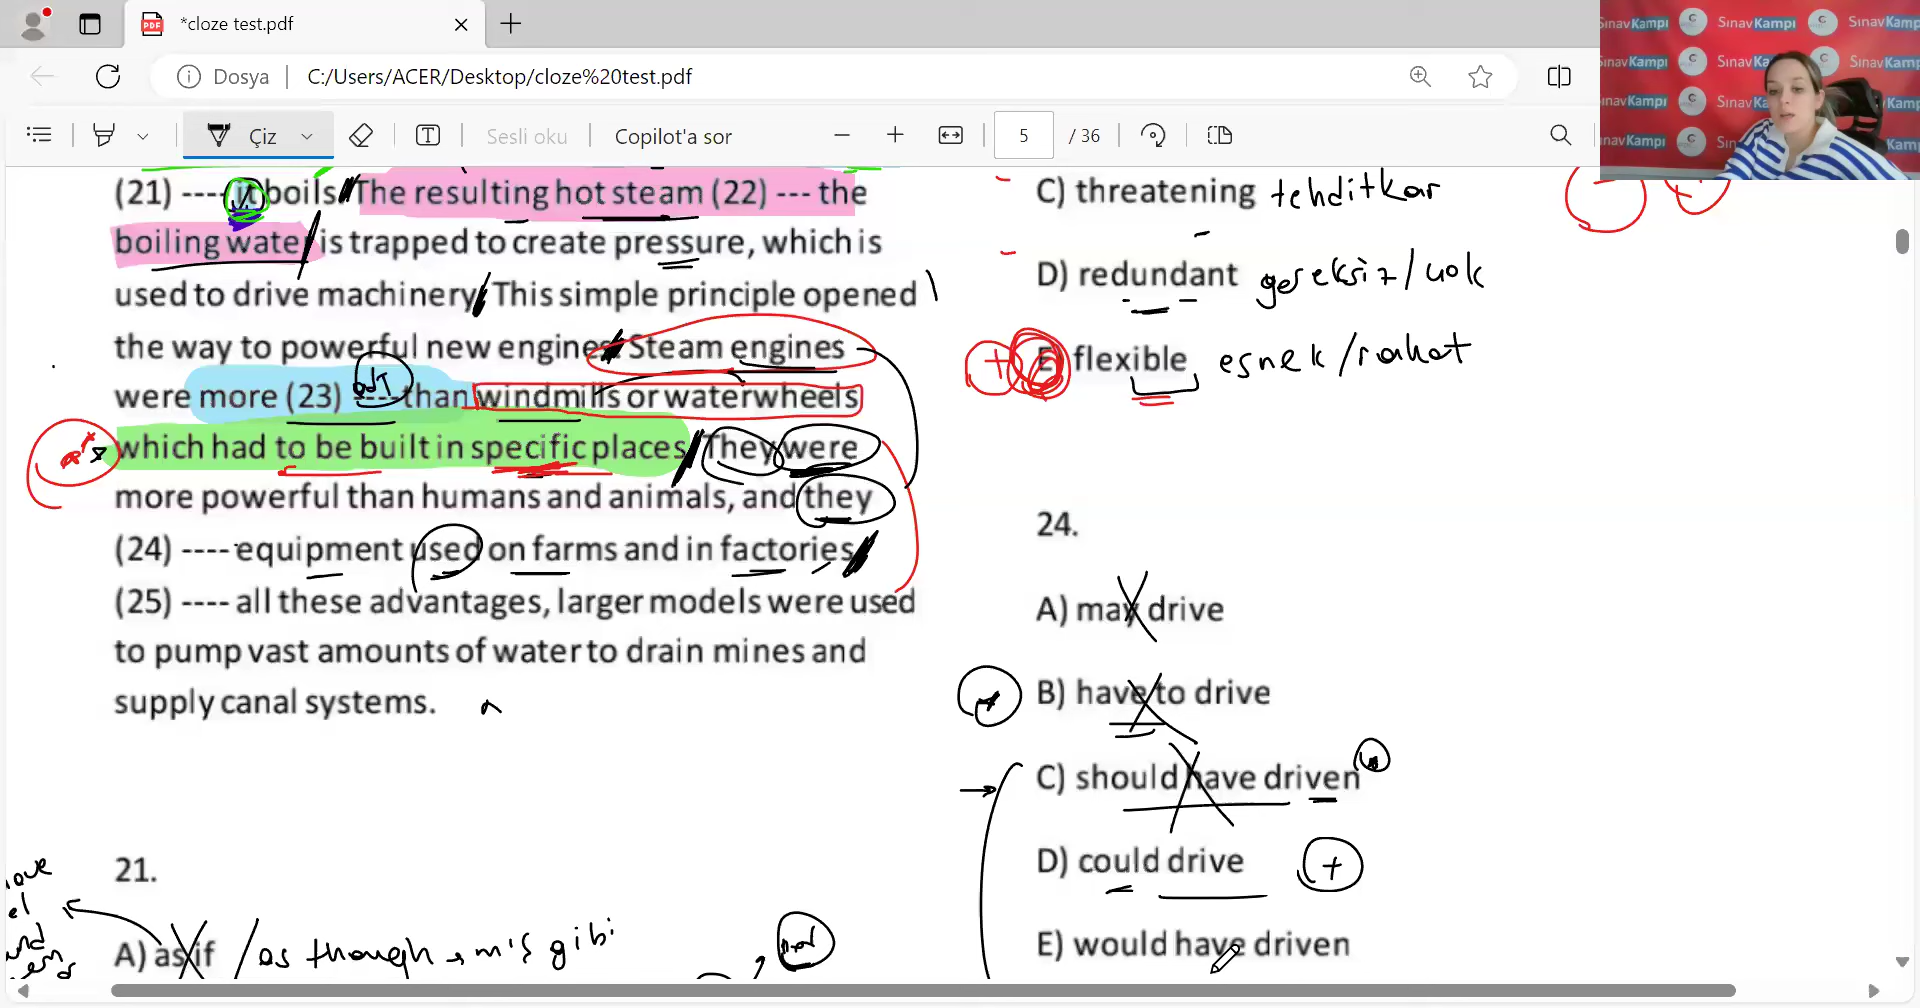 *cloze test.pdf
Dosya
C:/Users/ACER/Desktop/cloze%20test.pdf
Çiz
Sesli oku
Copilot'a sor
5
/ 36
SınavKampı
(21) ---- it boils. The resulting hot steam (22) --- the
boiling water is trapped to create pressure, which is
used to drive machinery. This simple principle opened
the way to powerful new engines. Steam engines
were more (23) ---- than windmills or waterwheels
which had to be built in specific places. They were
more powerful than humans and animals, and they
(24) ---- equipment used on farms and in factories.
(25) ---- all these advantages, larger models were used
to pump vast amounts of water to drain mines and
supply canal systems.
21.
A) as if / as though → mış gibi
C) threatening tehditkar
D) redundant gereksiz/
E) flexible esnek/rahat
24.
A) may drive
B) have to drive
C) should have driven
D) could drive
E) would have driven